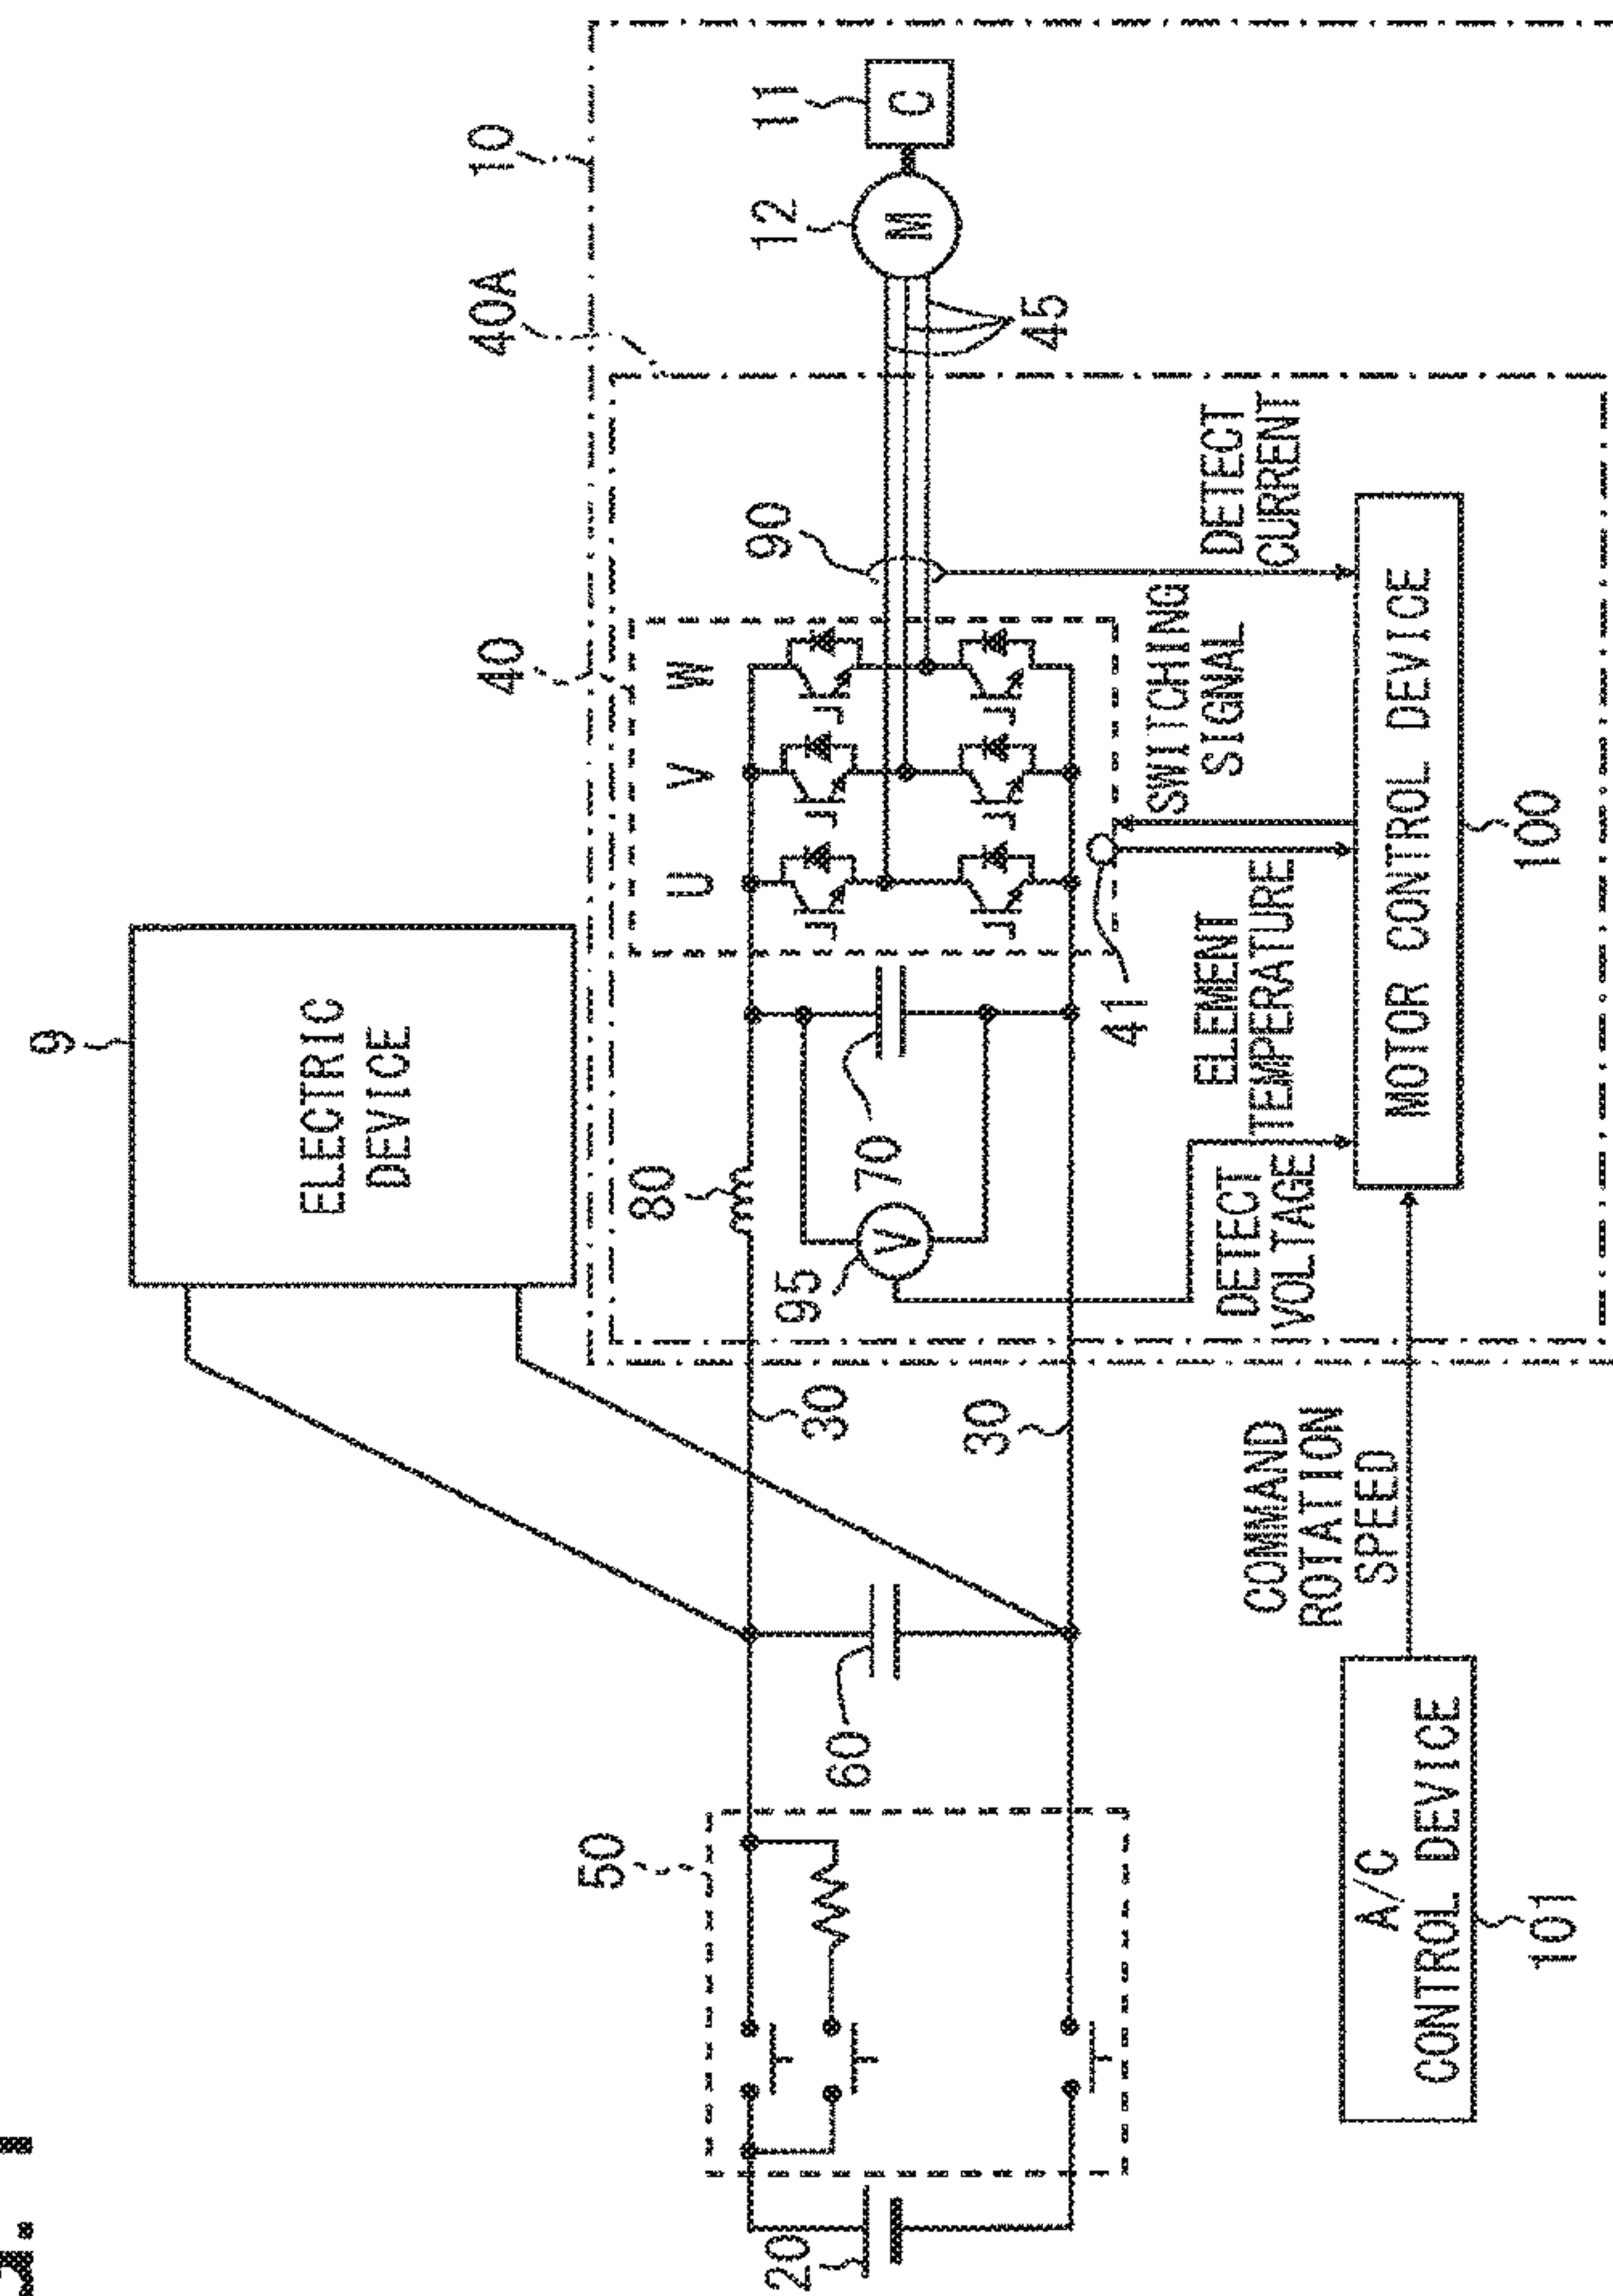 9
ELECTRIC
DEVICE
10
40A
40
11
12
C
M
45
90
U V W
80
70
95
V
41
30
30
50
60
20
DETECT
CURRENT
SWITCHING
SIGNAL
ELEMENT
TEMPERATURE
DETECT
VOLTAGE
MOTOR CONTROL DEVICE
100
COMMAND
ROTATION
SPEED
A/C
CONTROL DEVICE
101